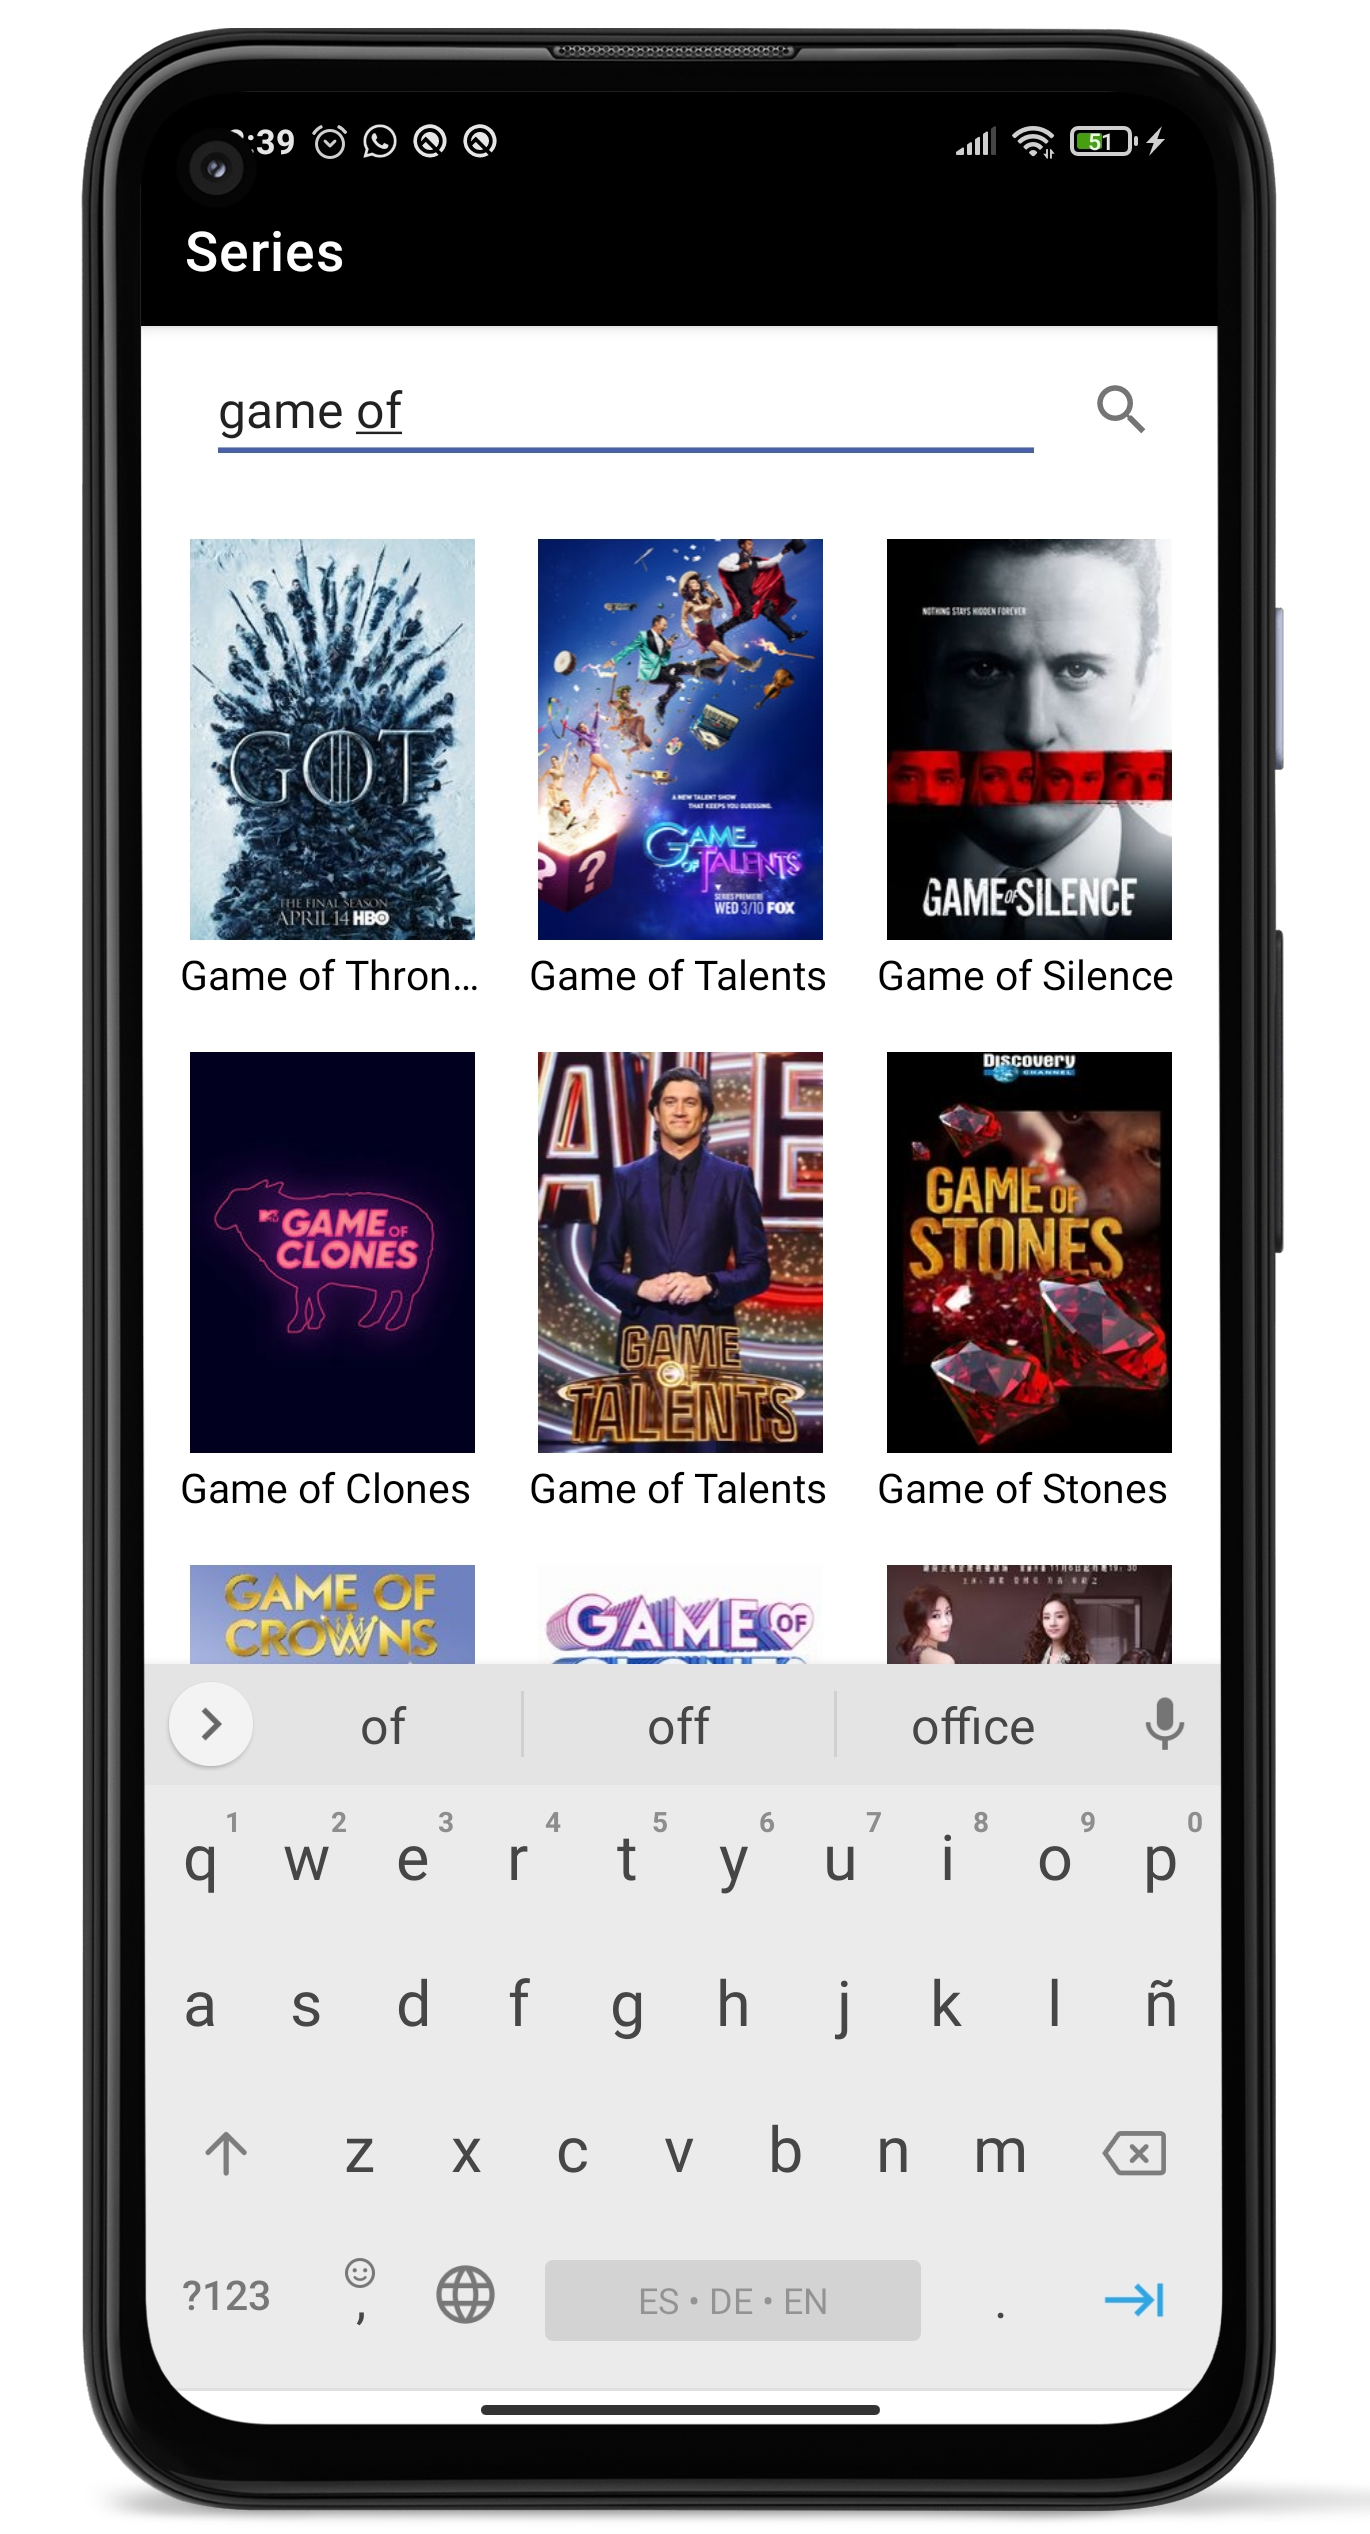 :39
51
Series
game of
GOT
THE FINAL SEASON
APRIL 14 HBO
A NEW TALENT SHOW
THAT KEEPS YOU GUESSING.
GAME
OF TALENTS
SERIES PREMIERE
WED 3/10 FOX
NOTHING STAYS HIDDEN FOREVER
GAME OF SILENCE
Game of Thron...
Game of Talents
Game of Silence
GAME OF
CLONES
GAME
OF
TALENTS
Discovery
CHANNEL
GAME OF
STONES
Game of Clones
Game of Talents
Game of Stones
GAME OF
CROWNS
GAME OF
of off office
1 2 3 4 5 6 7 8 9 0
q w e r t y u i o p
a s d f g h j k l ñ
z x c v b n m
?123 , ES • DE • EN .